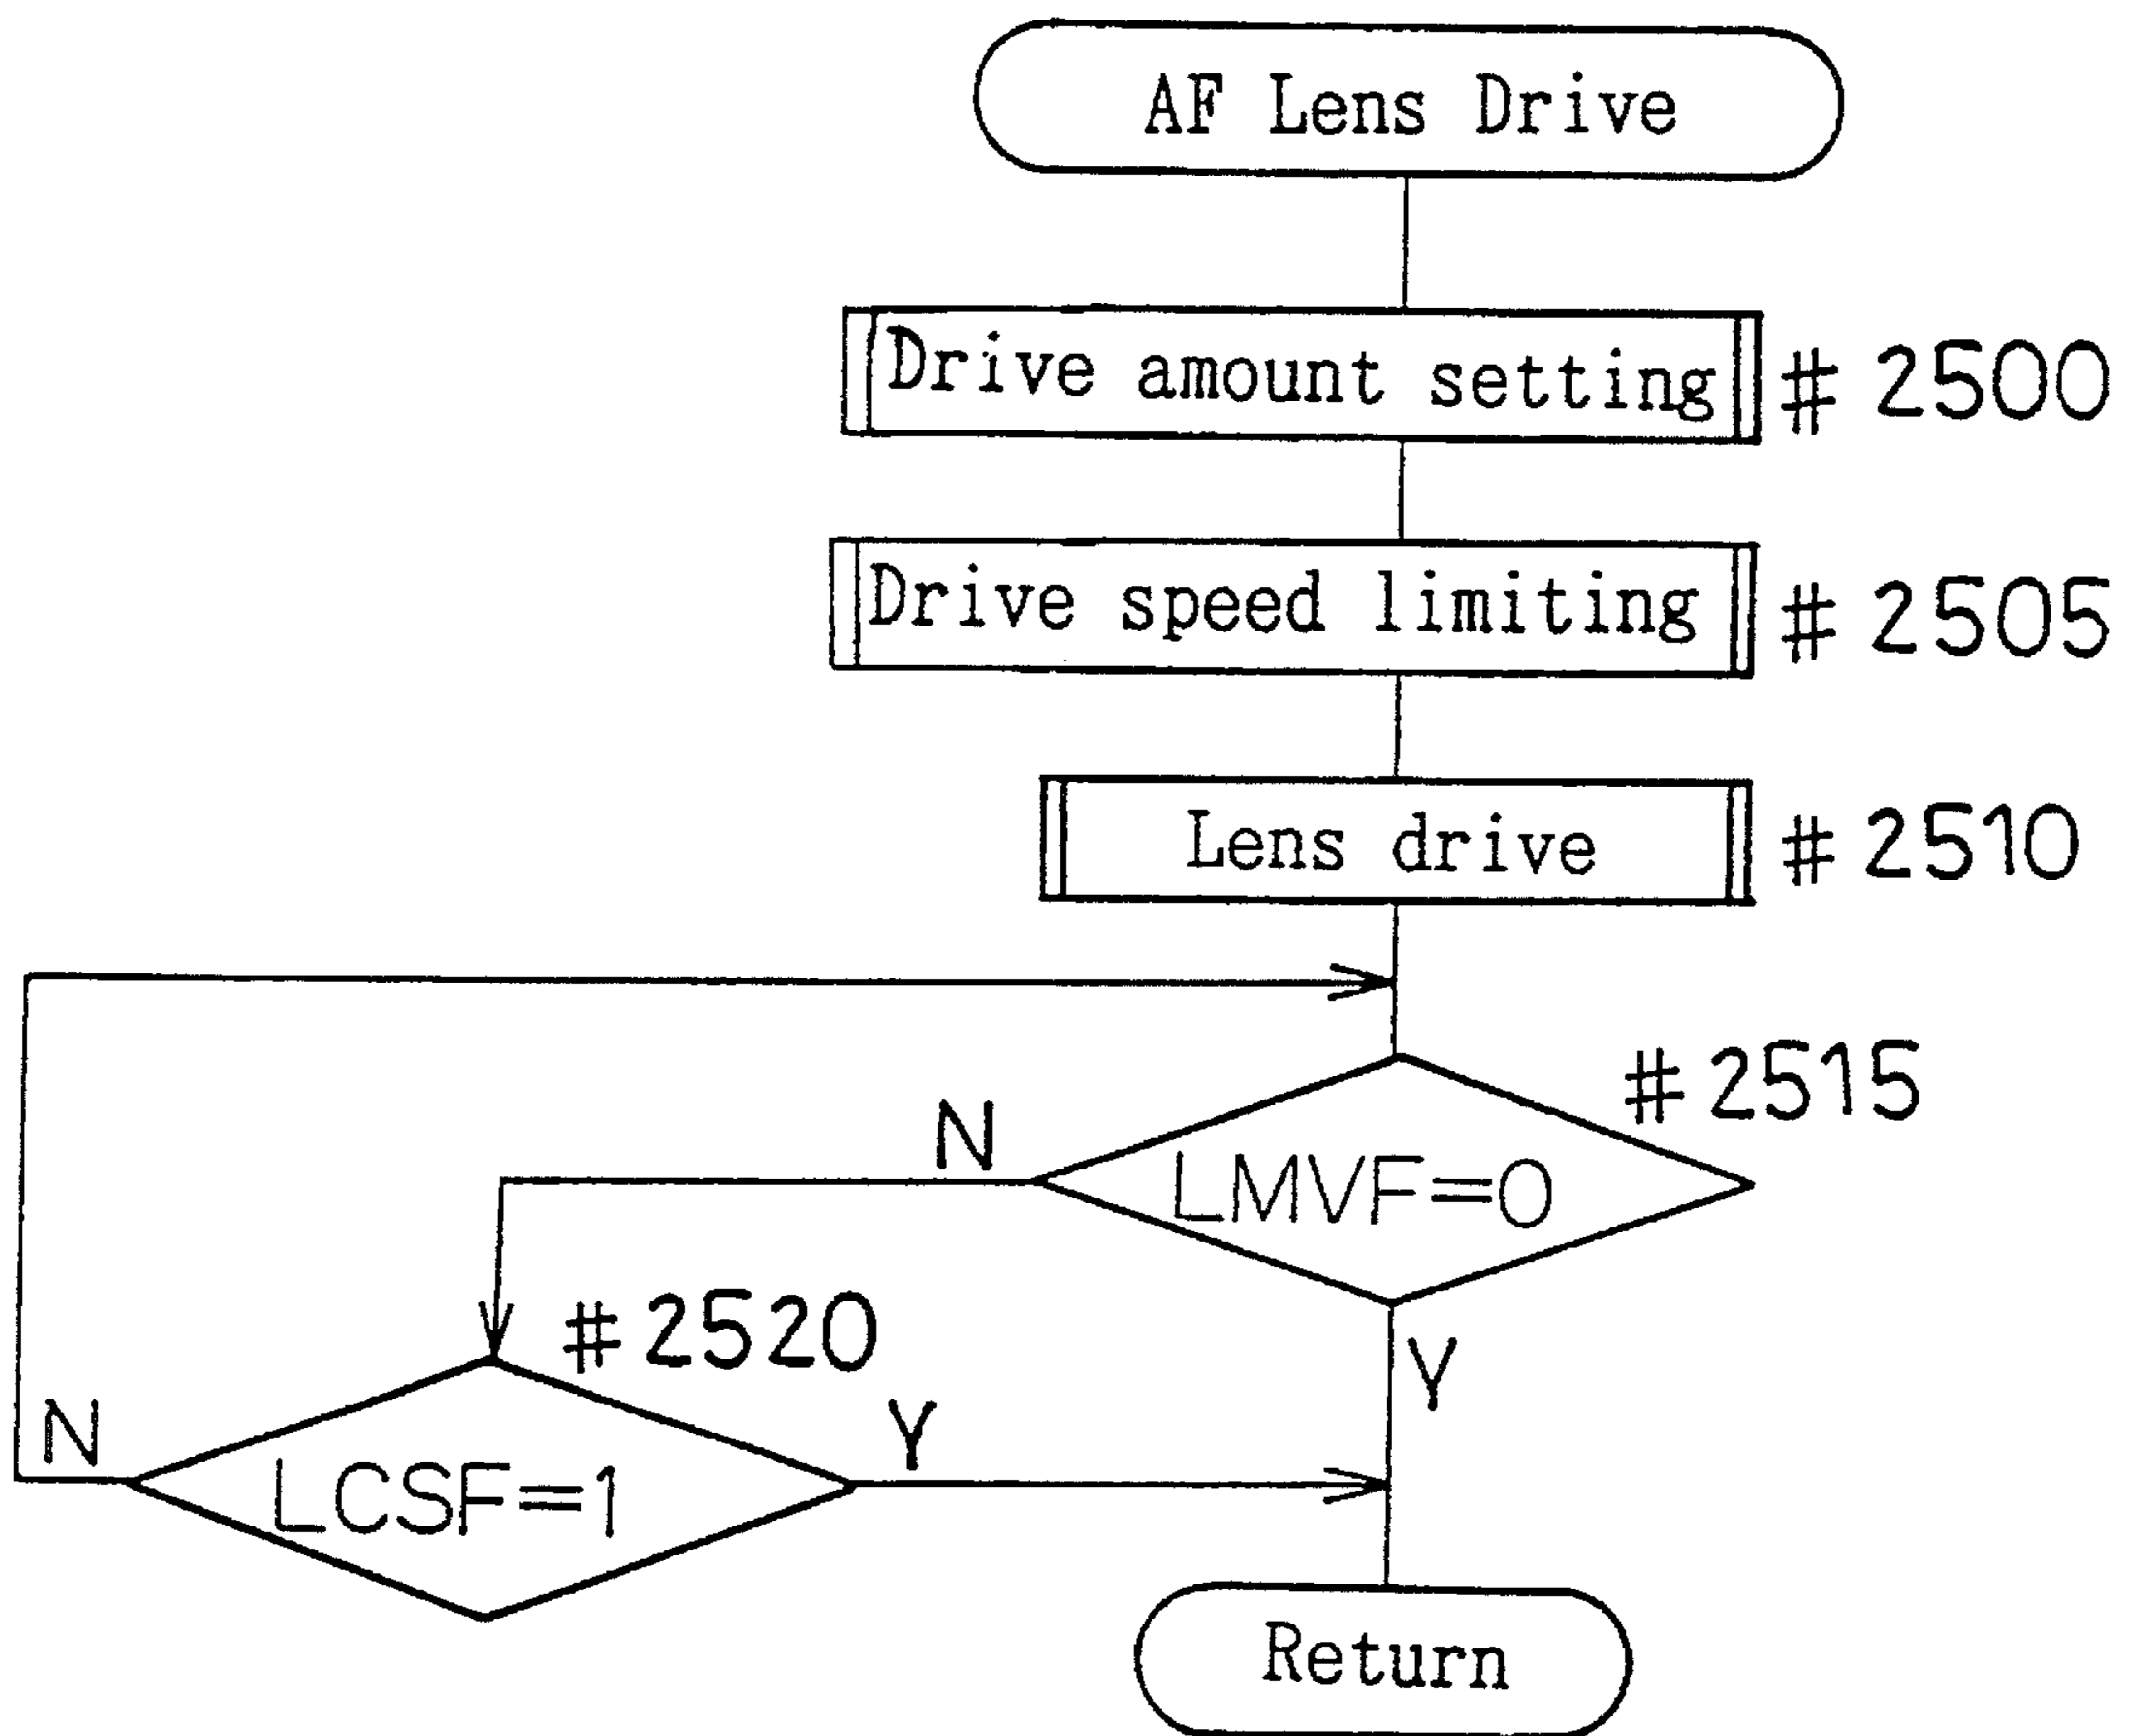 AF Lens Drive
Drive amount setting
# 2500
Drive speed limiting
# 2505
Lens drive
# 2510
# 2515
N
LMVF=0
Y
# 2520
N
LCSF=1
Y
Return